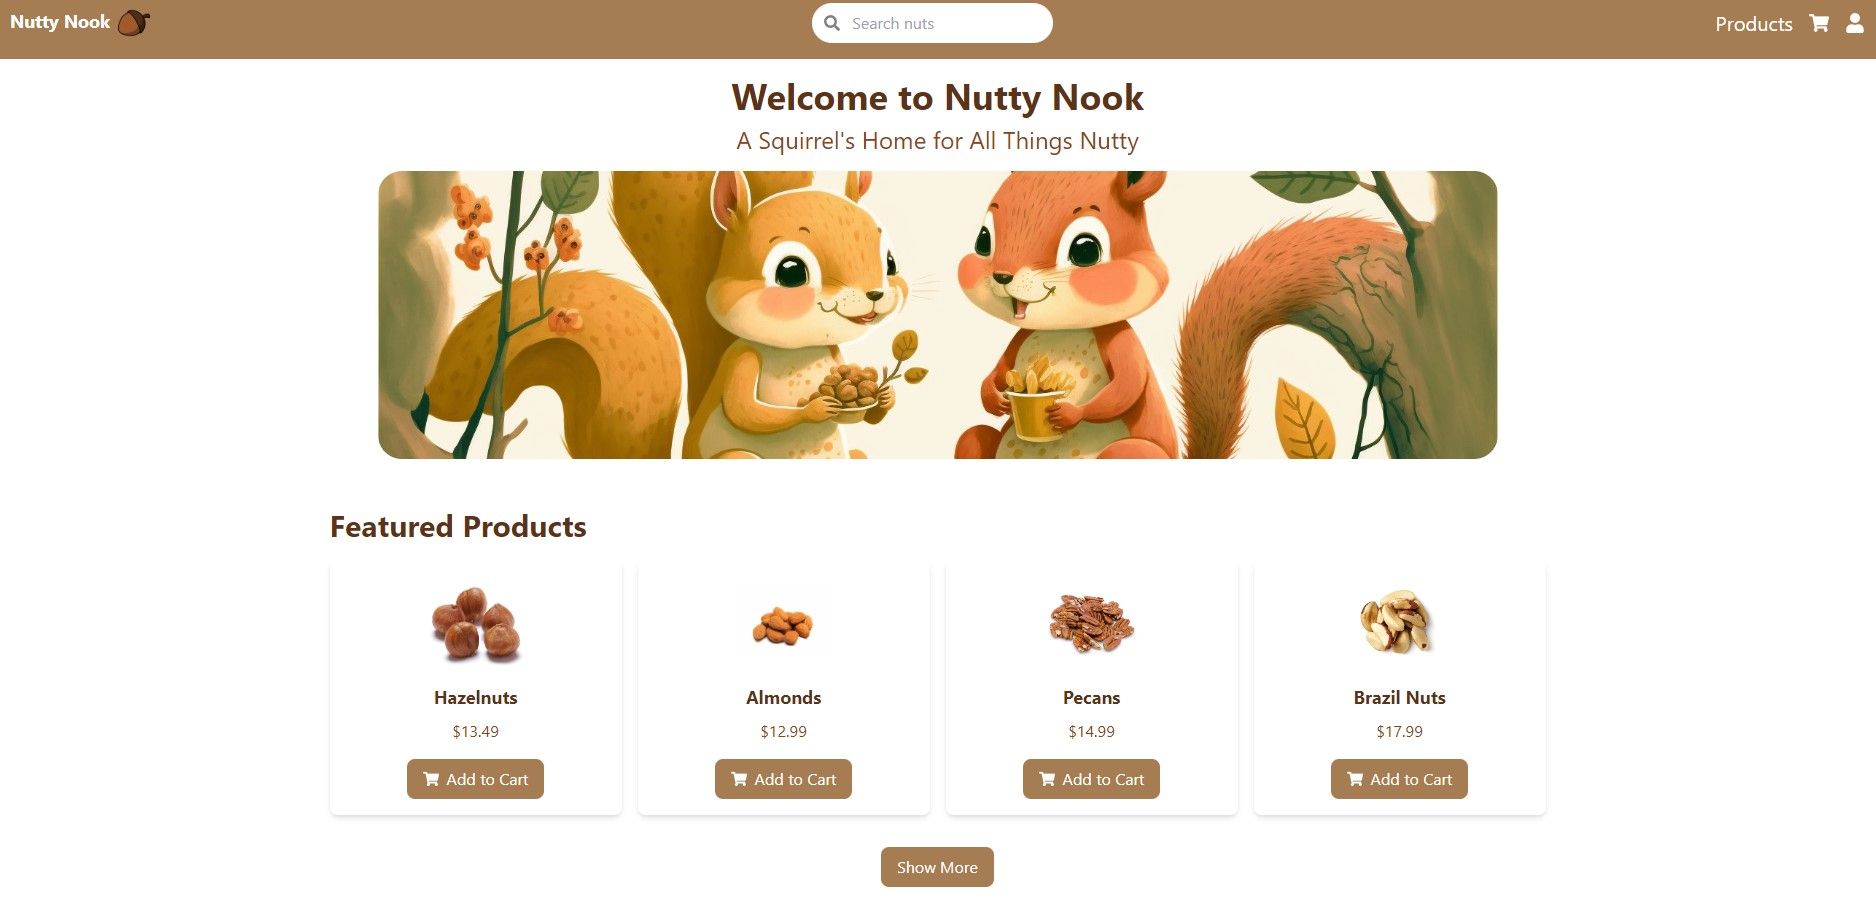 Nutty Nook
Search nuts
Products
Welcome to Nutty Nook
A Squirrel's Home for All Things Nutty
Featured Products
Hazelnuts
$13.49
Add to Cart
Almonds
$12.99
Add to Cart
Pecans
$14.99
Add to Cart
Brazil Nuts
$17.99
Add to Cart
Show More